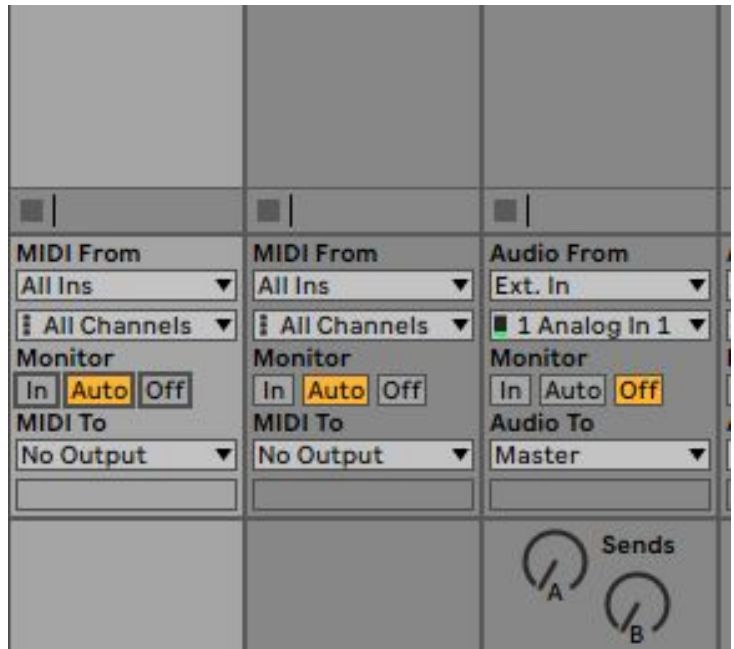 MIDI From
All Ins
All Channels
Monitor
In Auto Off
MIDI To
No Output
MIDI From
All Ins
All Channels
Monitor
In Auto Off
MIDI To
No Output
Audio From
Ext. In
1 Analog In 1
Monitor
In Auto Off
Audio To
Master
Sends
A
B